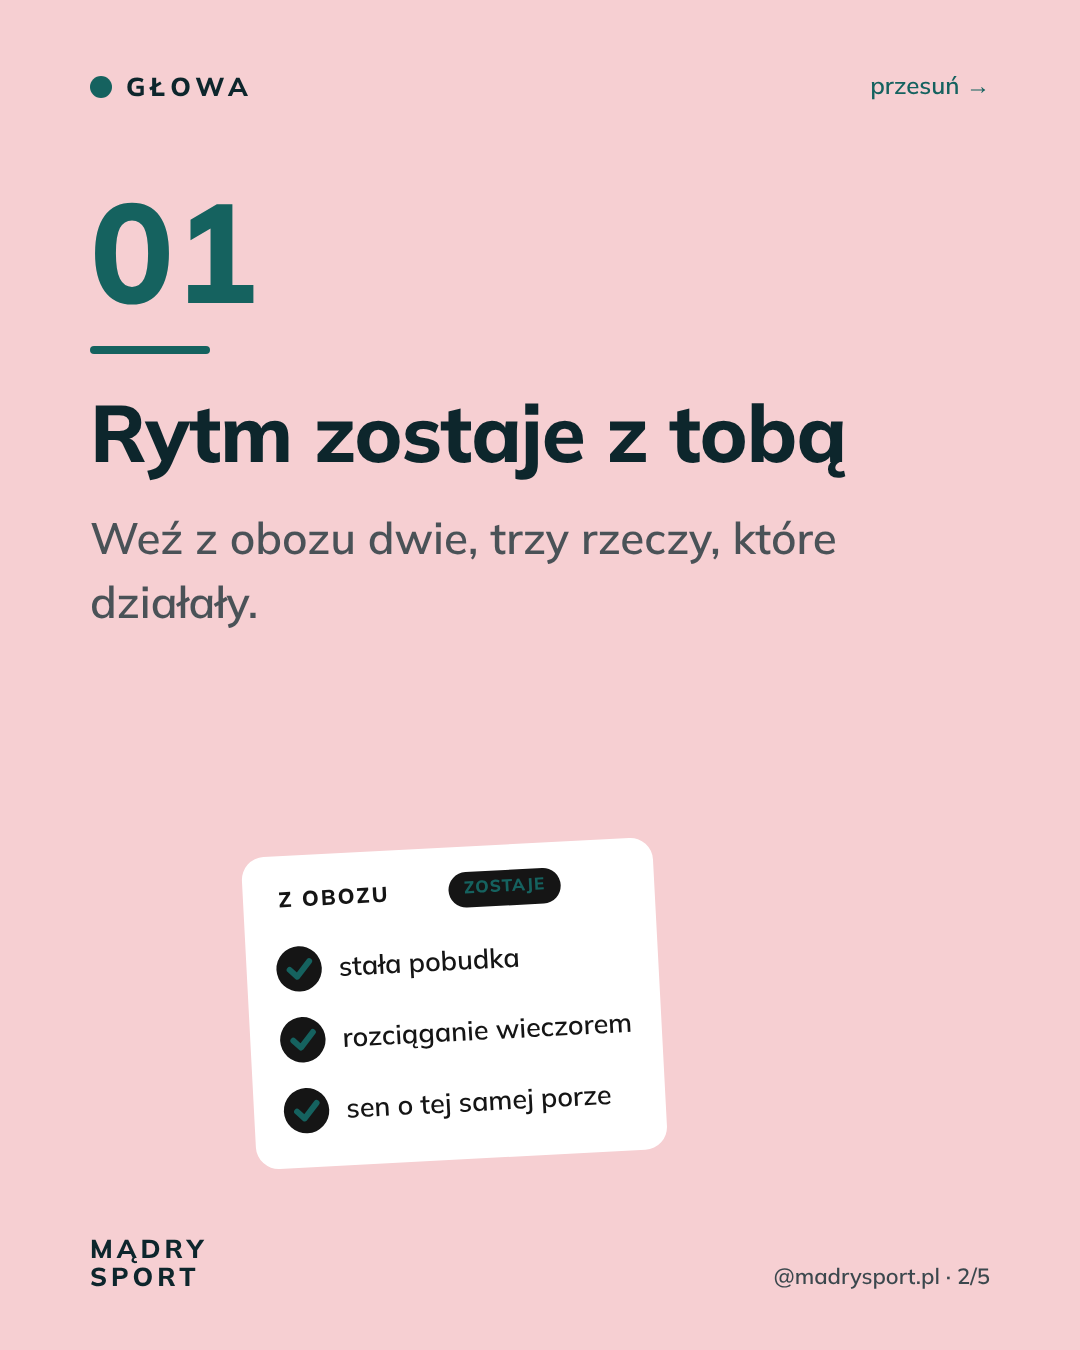 GŁOWA
przesuń →
01
Rytm zostaje z tobą
Weź z obozu dwie, trzy rzeczy, które
działały.
Z OBOZU
ZOSTAJE
stała pobudka
rozciąganie wieczorem
sen o tej samej porze
MĄDRY
SPORT
@madrysport.pl · 2/5